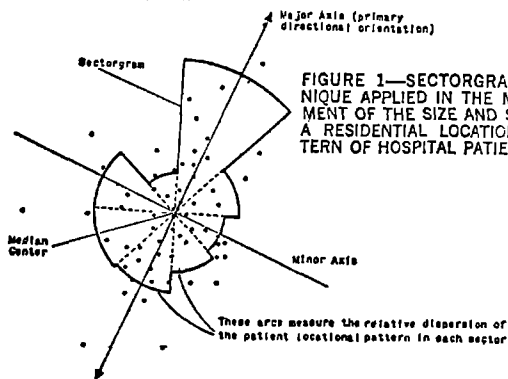 Major Axis (primary
directional orientation)
Sectorgram
FIGURE 1—SECTORGRA
NIQUE APPLIED IN THE M
MENT OF THE SIZE AND S
A RESIDENTIAL LOCATIO
TERN OF HOSPITAL PATIE
Median
Center
Minor Axis
These arcs measure the relative dispersion of
the patient locational pattern in each sector